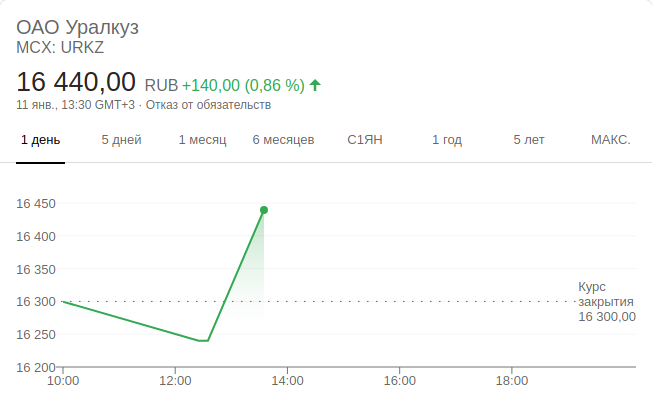 ОАО Уралкуз
MCX: URKZ
16 440,00 RUB +140,00 (0,86 %)
11 янв., 13:30 GMT+3 · Отказ от обязательств
1 день 5 дней 1 месяц 6 месяцев С1ЯН 1 год 5 лет МАКС.
16 450
16 400
16 350
16 300
16 250
16 200
Курс
закрытия
16 300,00
10:00 12:00 14:00 16:00 18:00